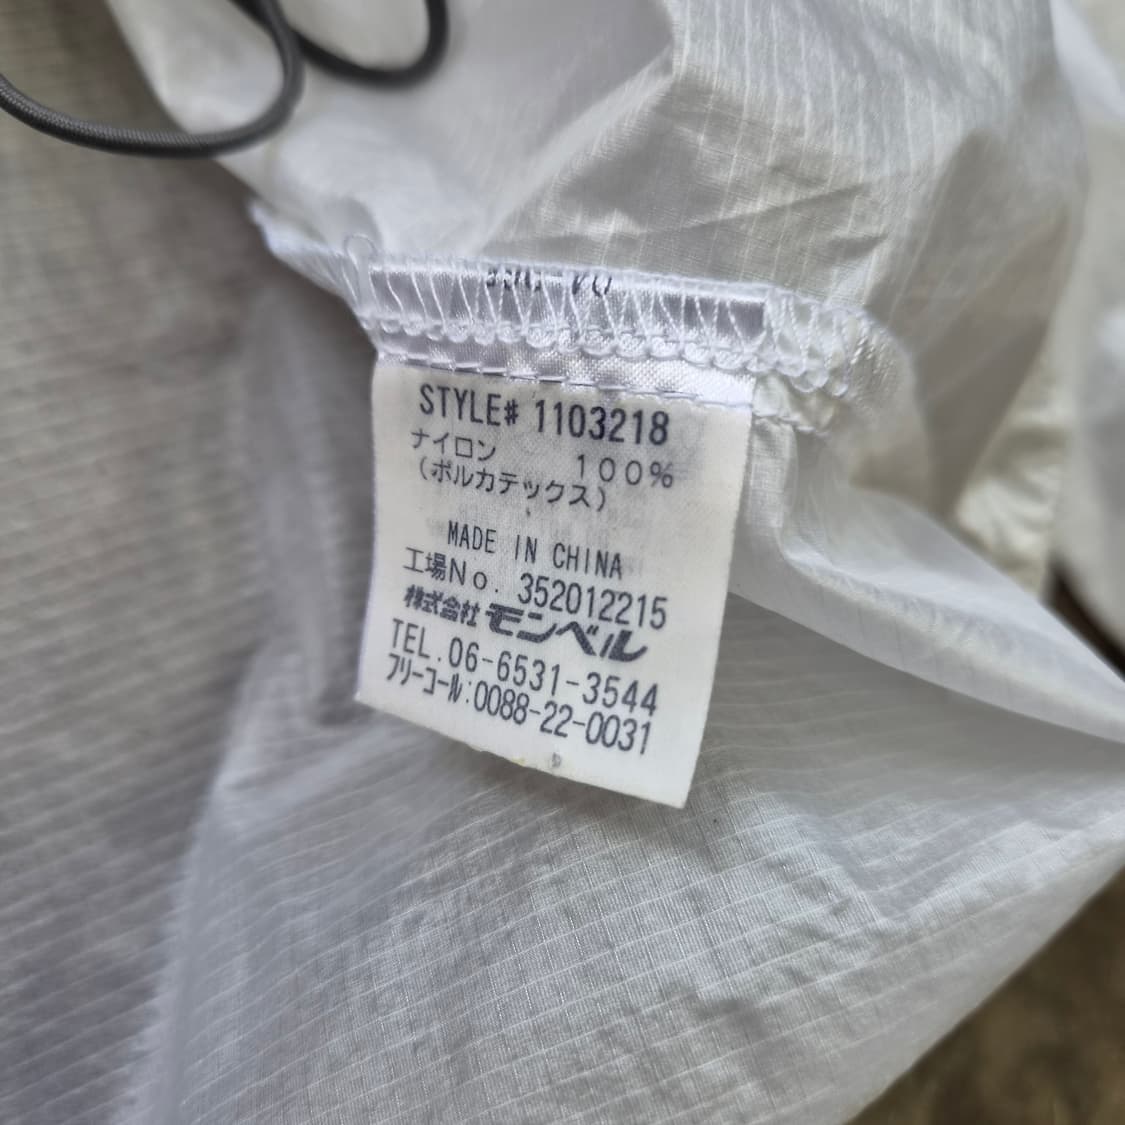 STYLE# 1103218
ナイロン 100%
(ポルカテックス)
MADE IN CHINA
工場No. 352012215
株式会社 モンベル
TEL.06-6531-3544
フリーコール:0088-22-0031